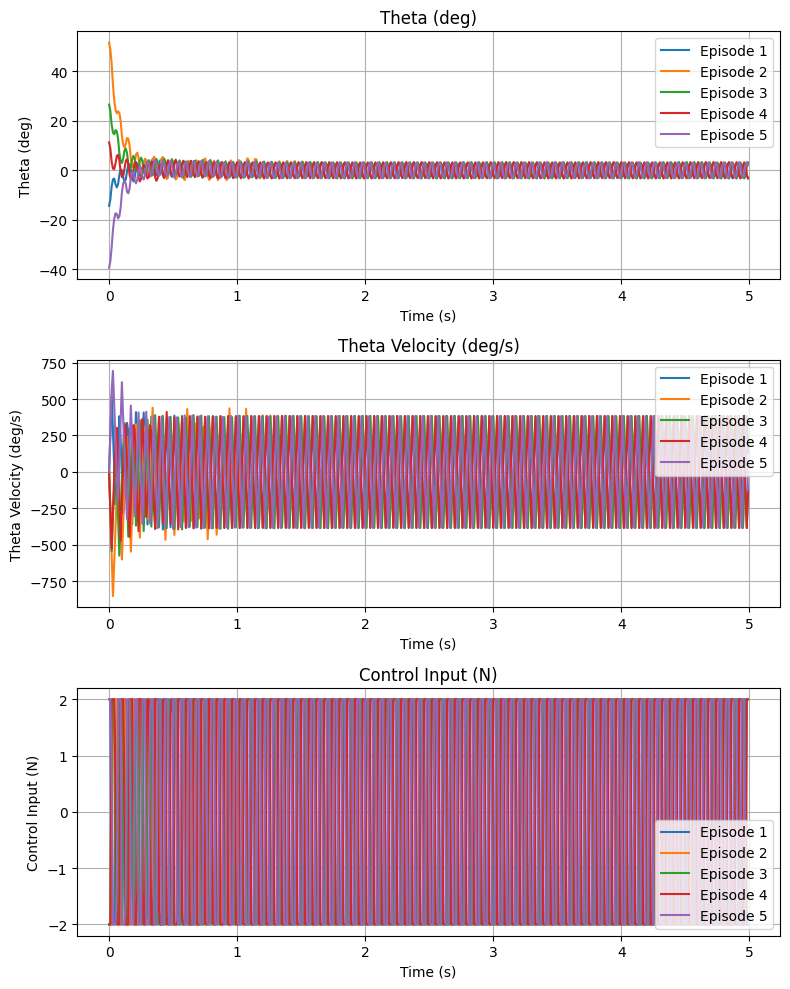 Theta (deg)
Theta (deg)
40
20
0
−20
−40
0 1 2 3 4 5
Time (s)
Episode 1
Episode 2
Episode 3
Episode 4
Episode 5
Theta Velocity (deg/s)
Theta Velocity (deg/s)
750
500
250
0
−250
−500
−750
0 1 2 3 4 5
Time (s)
Episode 1
Episode 2
Episode 3
Episode 4
Episode 5
Control Input (N)
Control Input (N)
2
1
0
−1
−2
0 1 2 3 4 5
Time (s)
Episode 1
Episode 2
Episode 3
Episode 4
Episode 5